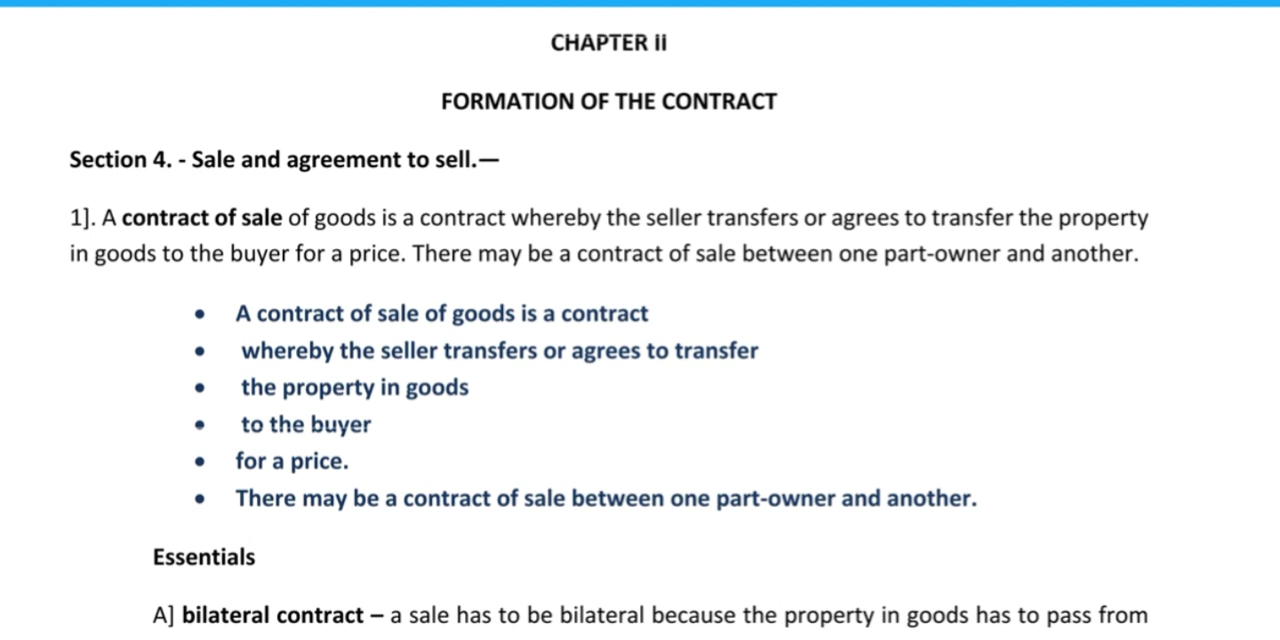 CHAPTER ii
FORMATION OF THE CONTRACT
Section 4. - Sale and agreement to sell.—
1]. A contract of sale of goods is a contract whereby the seller transfers or agrees to transfer the property
in goods to the buyer for a price. There may be a contract of sale between one part-owner and another.
• A contract of sale of goods is a contract
• whereby the seller transfers or agrees to transfer
• the property in goods
• to the buyer
• for a price.
• There may be a contract of sale between one part-owner and another.
Essentials
A] bilateral contract – a sale has to be bilateral because the property in goods has to pass from